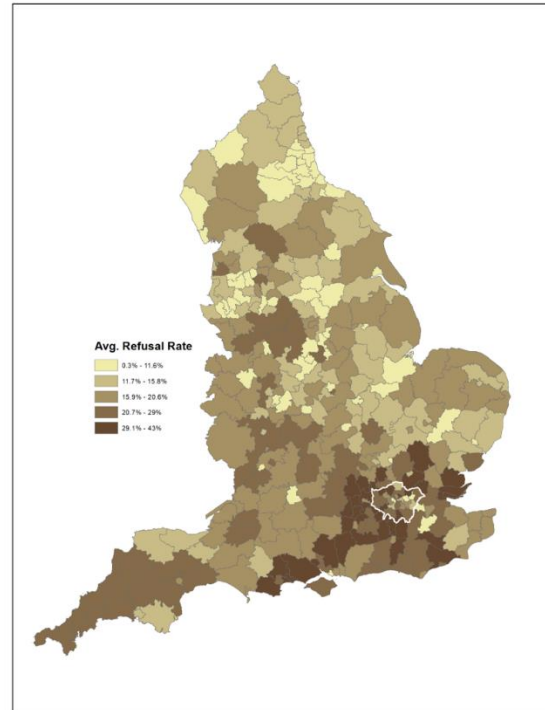 Avg. Refusal Rate
0.3% - 11.6%
11.7% - 15.8%
15.9% - 20.6%
20.7% - 29%
29.1% - 43%